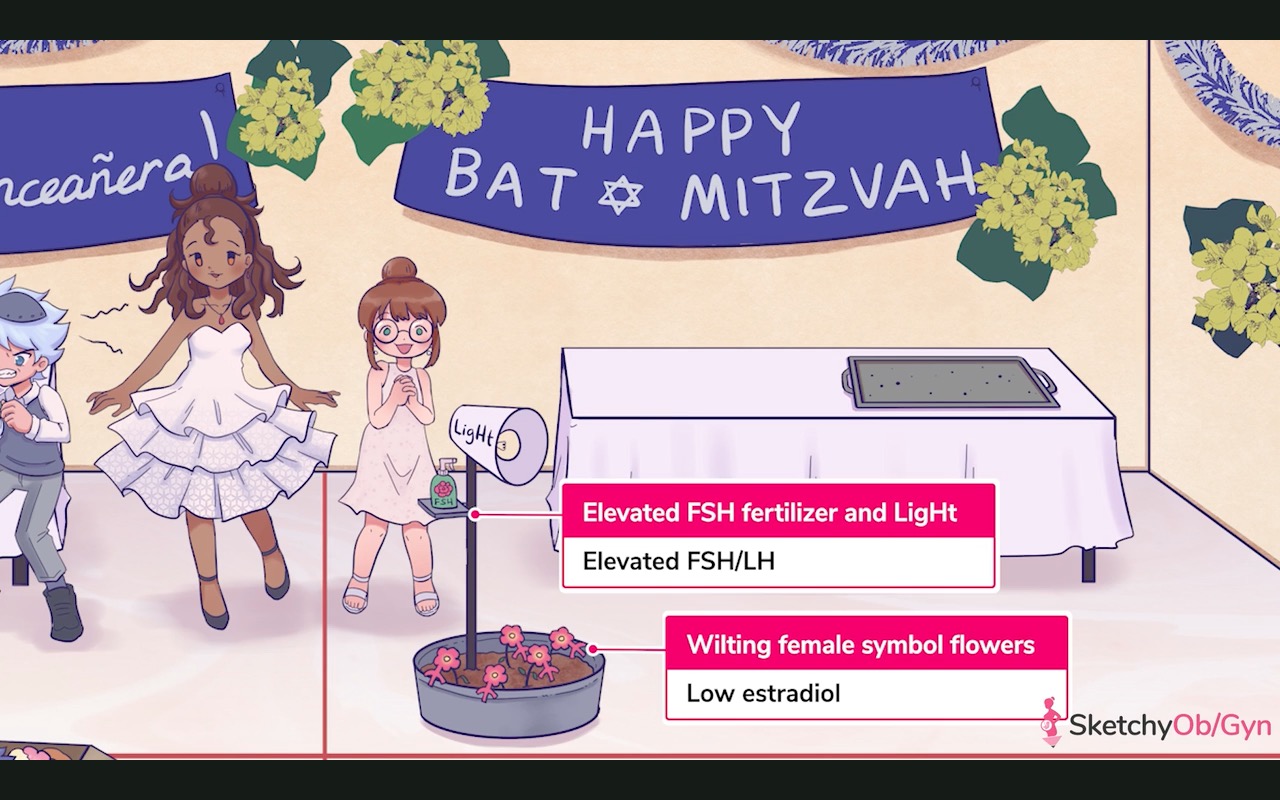 nceañera!
HAPPY
BAT ✡ MITZVAH
LigHt
FSH
Elevated FSH fertilizer and LigHt
Elevated FSH/LH
Wilting female symbol flowers
Low estradiol
SketchyOb/Gyn